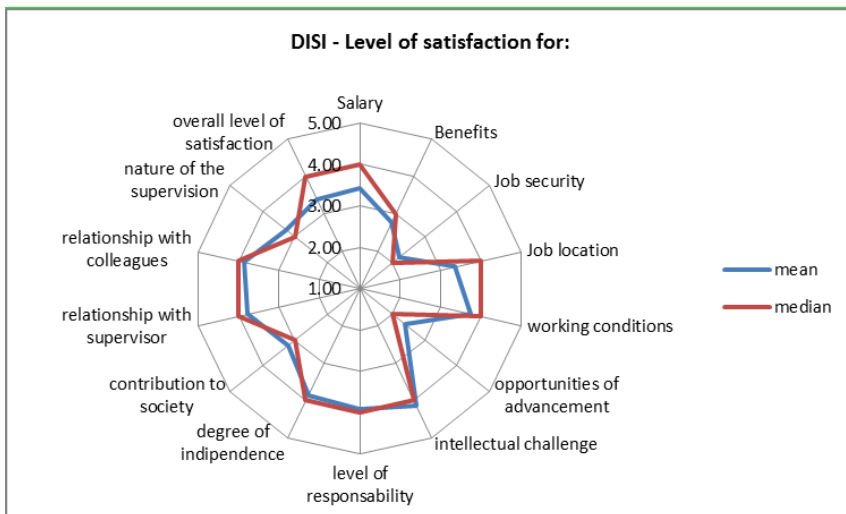 DISI - Level of satisfaction for:
Salary
Benefits
Job security
Job location
working conditions
opportunities of
advancement
intellectual challenge
level of
responsability
degree of
indipendence
contribution to
society
relationship with
supervisor
relationship with
colleagues
nature of the
supervision
overall level of
satisfaction
5.00
4.00
3.00
2.00
1.00
mean
median